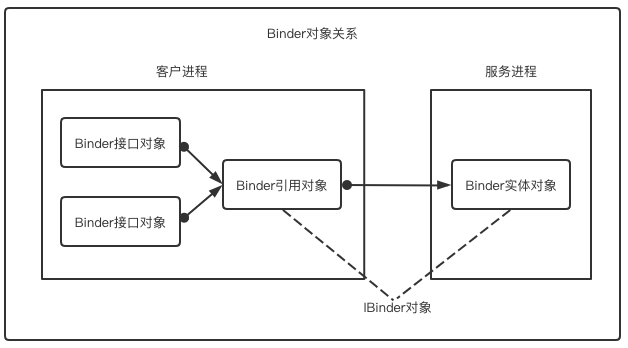 Binder对象关系
客户进程
服务进程
Binder接口对象
Binder引用对象
Binder实体对象
Binder接口对象
IBinder对象